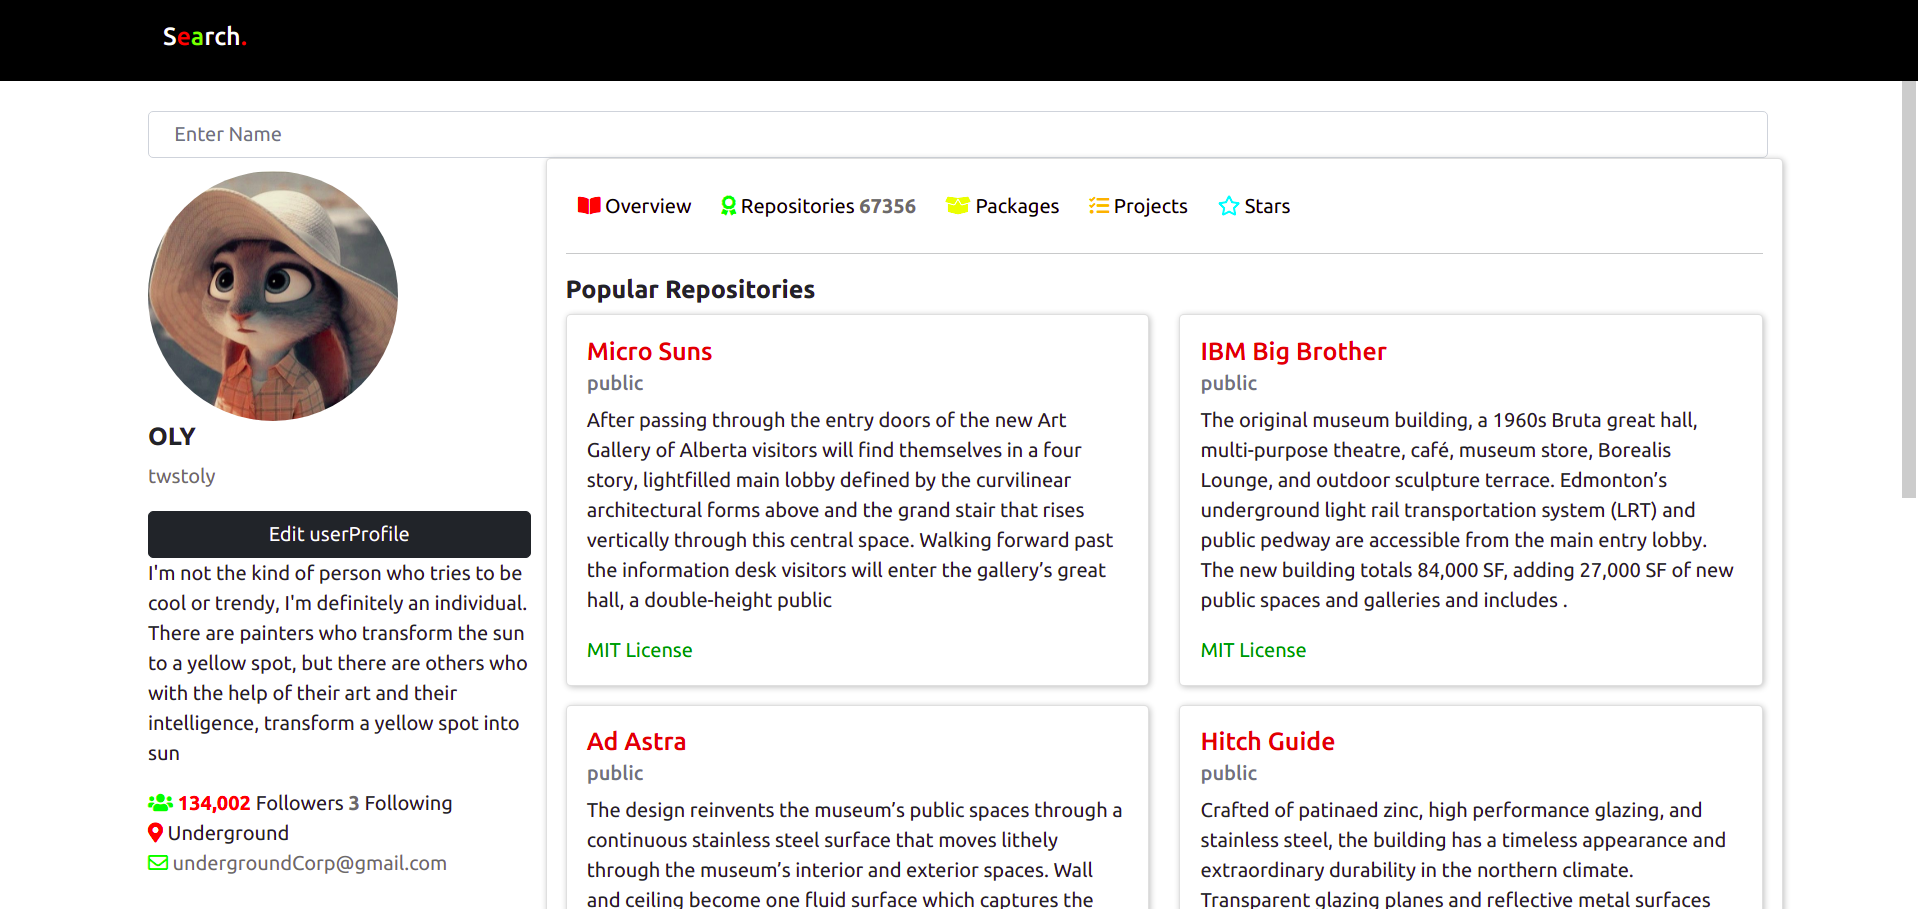 Search.
Enter Name
Overview Repositories 67356 Packages Projects Stars
OLY
twstoly
Edit userProfile
I'm not the kind of person who tries to be
cool or trendy, I'm definitely an individual.
There are painters who transform the sun
to a yellow spot, but there are others who
with the help of their art and their
intelligence, transform a yellow spot into
sun
134,002 Followers 3 Following
Underground
undergroundCorp@gmail.com
Popular Repositories
Micro Suns
public
After passing through the entry doors of the new Art
Gallery of Alberta visitors will find themselves in a four
story, lightfilled main lobby defined by the curvilinear
architectural forms above and the grand stair that rises
vertically through this central space. Walking forward past
the information desk visitors will enter the gallery’s great
hall, a double-height public
MIT License
IBM Big Brother
public
The original museum building, a 1960s Bruta great hall,
multi-purpose theatre, café, museum store, Borealis
Lounge, and outdoor sculpture terrace. Edmonton’s
underground light rail transportation system (LRT) and
public pedway are accessible from the main entry lobby.
The new building totals 84,000 SF, adding 27,000 SF of new
public spaces and galleries and includes .
MIT License
Ad Astra
public
The design reinvents the museum’s public spaces through a
continuous stainless steel surface that moves lithely
through the museum’s interior and exterior spaces. Wall
and ceiling become one fluid surface which captures the
Hitch Guide
public
Crafted of patinaed zinc, high performance glazing, and
stainless steel, the building has a timeless appearance and
extraordinary durability in the northern climate.
Transparent glazing planes and reflective metal surfaces